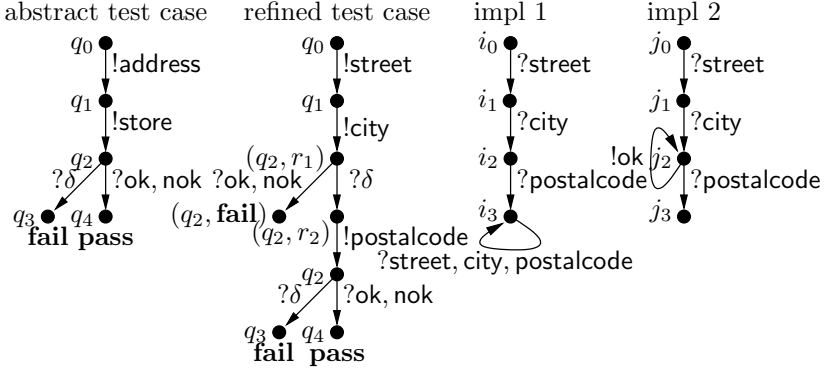 abstract test case refined test case impl 1 impl 2
q0 q0 i0 j0
!address !street ?street ?street
q1 q1 i1 j1
!store !city ?city ?city
q2 (q2, r1) i2 !ok j2
?δ ?ok, nok ?ok, nok ?δ ?postalcode ?postalcode
q3 q4 (q2, fail) i3 j3
fail pass (q2, r2) !postalcode
?street, city, postalcode
q2
?δ ?ok, nok
q3 q4
fail pass